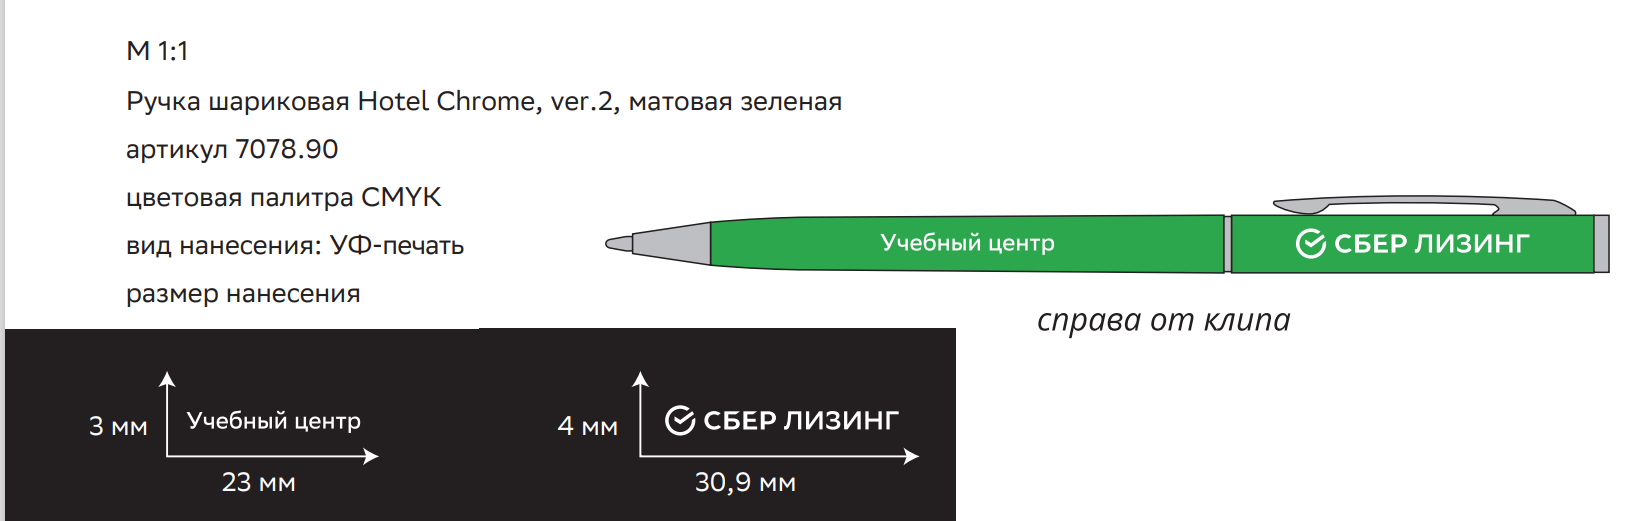 М 1:1
Ручка шариковая Hotel Chrome, ver.2, матовая зеленая
артикул 7078.90
цветовая палитра CMYK
вид нанесения: УФ-печать
размер нанесения
Учебный центр
СБЕР ЛИЗИНГ
справа от клипа
3 мм
Учебный центр
23 мм
4 мм
СБЕР ЛИЗИНГ
30,9 мм